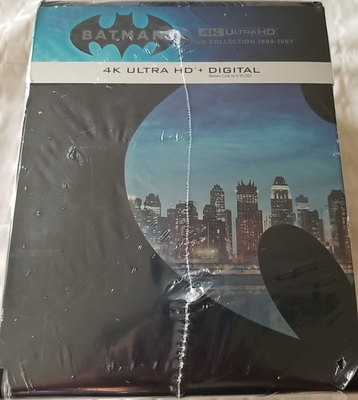 BATMAN 4K ULTRA HD
COLLECTION 1989-1997
4K ULTRA HD + DIGITAL